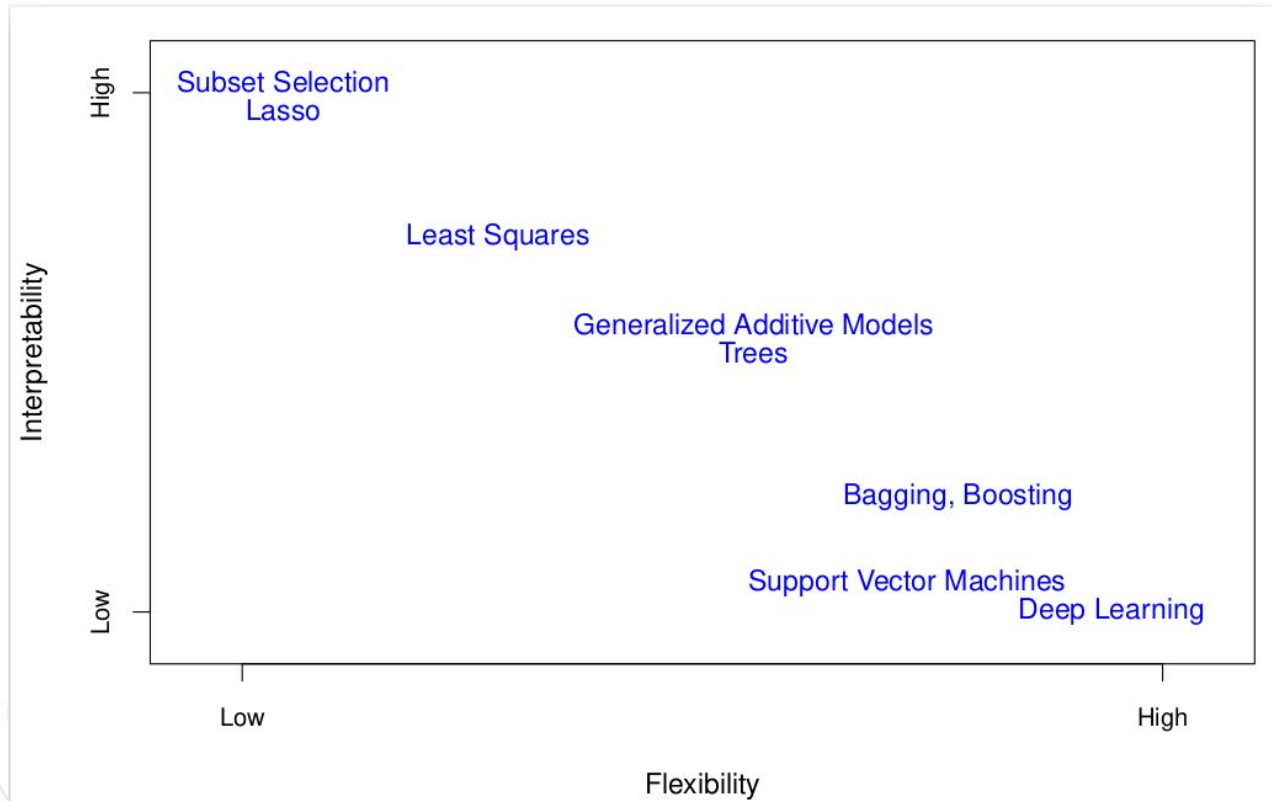 High
Subset Selection
Lasso
Least Squares
Interpretability
Generalized Additive Models
Trees
Bagging, Boosting
Support Vector Machines
Low
Deep Learning
Low
High
Flexibility